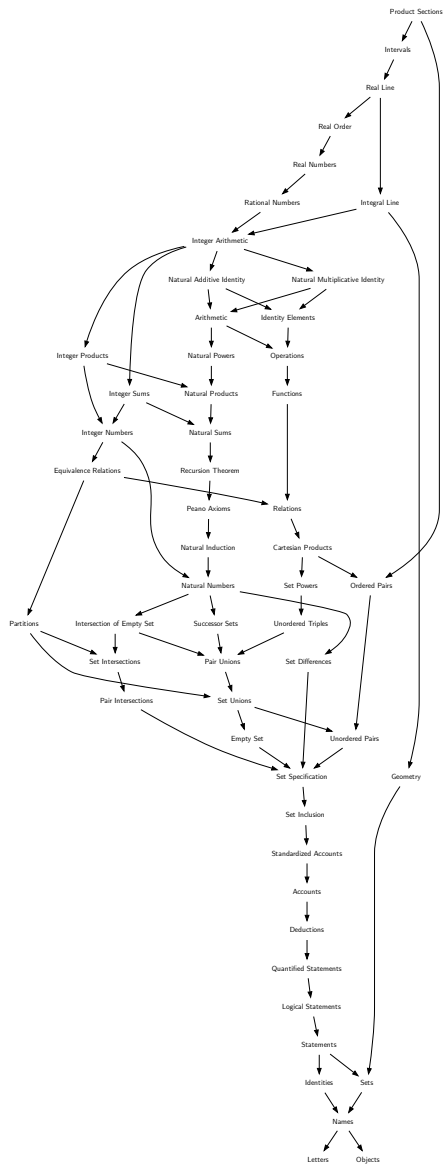 Product Sections
Intervals
Real Line
Real Order
Real Numbers
Rational Numbers
Integral Line
Integer Arithmetic
Natural Additive Identity
Natural Multiplicative Identity
Arithmetic
Identity Elements
Integer Products
Natural Powers
Operations
Integer Sums
Natural Products
Functions
Integer Numbers
Natural Sums
Equivalence Relations
Recursion Theorem
Peano Axioms
Relations
Natural Induction
Cartesian Products
Natural Numbers
Set Powers
Ordered Pairs
Partitions
Intersection of Empty Set
Successor Sets
Unordered Triples
Set Intersections
Pair Unions
Set Differences
Pair Intersections
Set Unions
Empty Set
Unordered Pairs
Set Specification
Geometry
Set Inclusion
Standardized Accounts
Accounts
Deductions
Quantified Statements
Logical Statements
Statements
Identities
Sets
Names
Letters
Objects